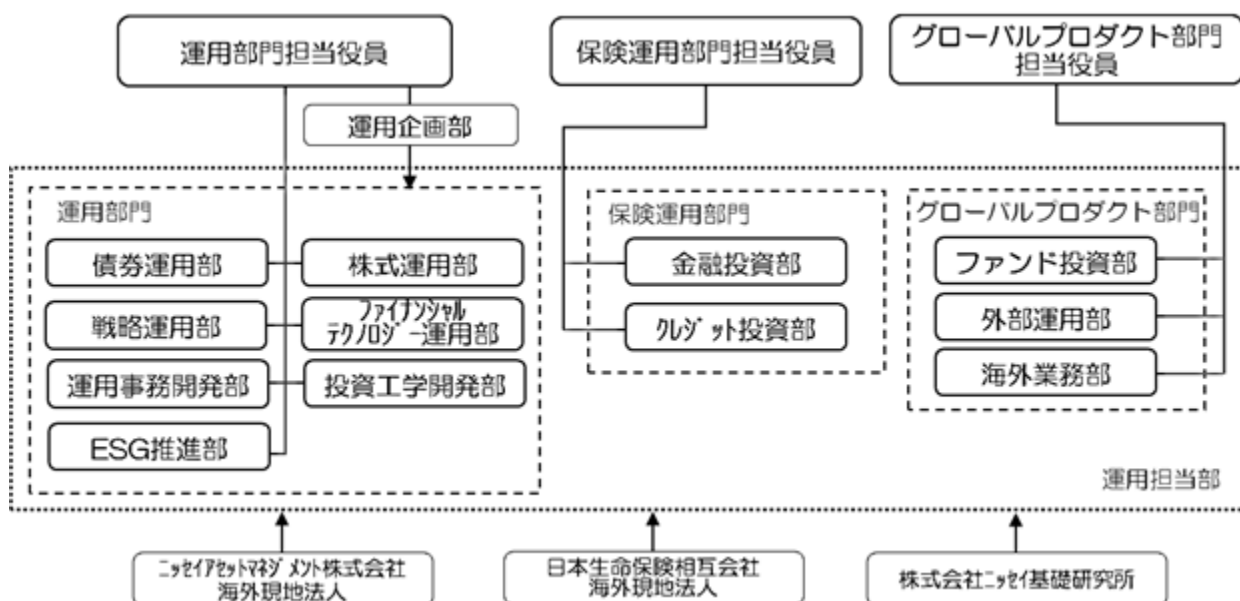 運用部門担当役員
保険運用部門担当役員
グローバルプロダクト部門
担当役員
運用企画部
運用部門
債券運用部
株式運用部
戦略運用部
ファイナンシャル
テクノロジー運用部
運用事務開発部
投資工学開発部
ESG推進部
保険運用部門
金融投資部
クレジット投資部
グローバルプロダクト部門
ファンド投資部
外部運用部
海外業務部
運用担当部
ニッセイアセットマネジメント株式会社
海外現地法人
日本生命保険相互会社
海外現地法人
株式会社ニッセイ基礎研究所